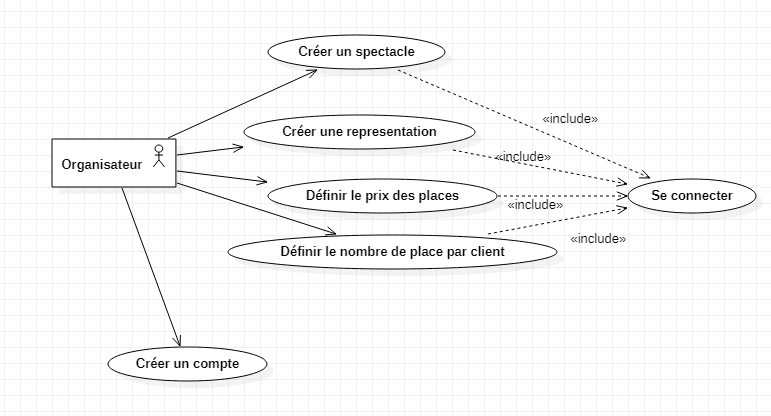 Créer un spectacle
«include»
Créer une representation
«include»
Organisateur
Définir le prix des places
Se connecter
«include»
Définir le nombre de place par client
«include»
Créer un compte